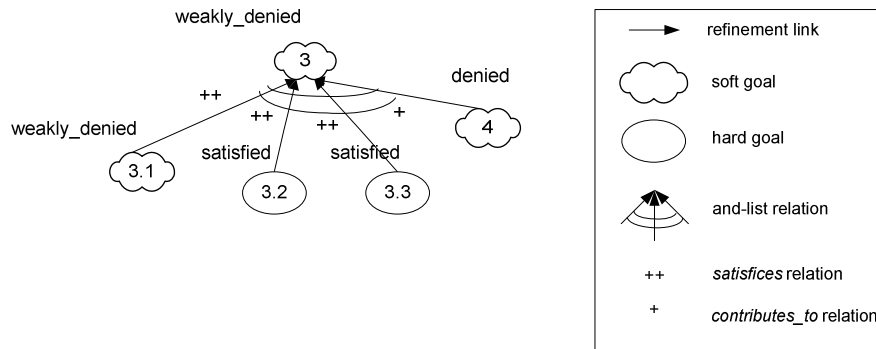 weakly_denied
3
denied
++
++
++
+
weakly_denied
4
satisfied
satisfied
3.1
3.2
3.3
refinement link
soft goal
hard goal
and-list relation
++ satisfices relation
+ contributes_to relation